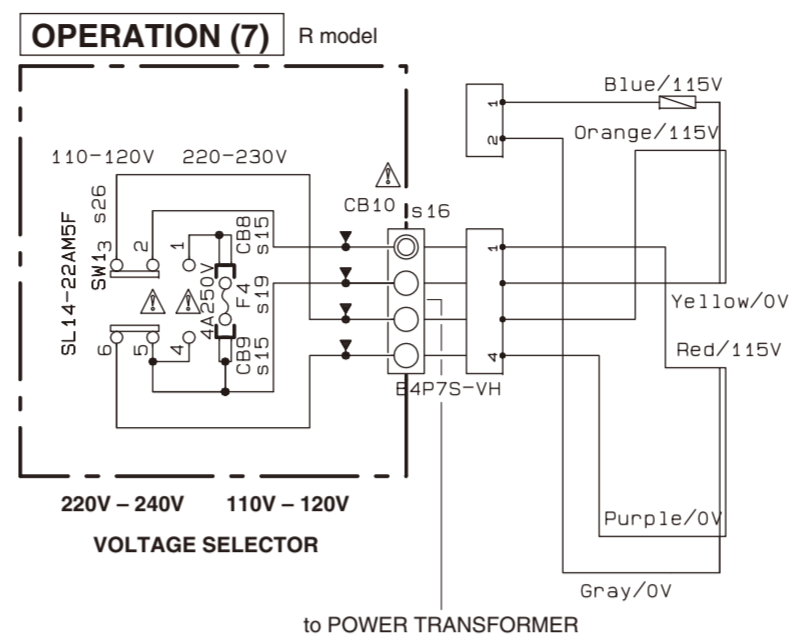 OPERATION (7) R model
Blue/115V
1
2
Orange/115V
110-120V 220-230V
CB10 s16
SL14-22AM5F
s26
SW1
3 2 1
CB8
s15
4A250V
F4
s19
CB9
s15
6 5 4
1
4
Yellow/0V
Red/115V
B4P7S-VH
220V – 240V 110V – 120V
VOLTAGE SELECTOR
Purple/0V
Gray/0V
to POWER TRANSFORMER